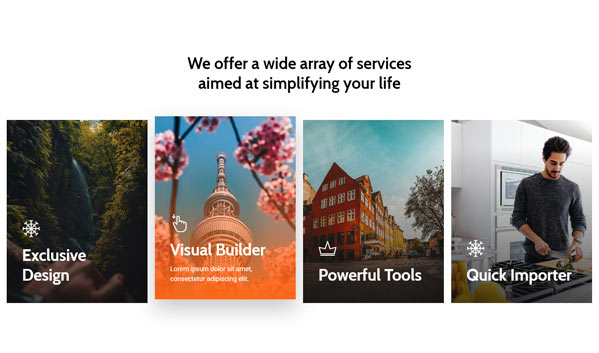 We offer a wide array of services
aimed at simplifying your life
Exclusive
Design
Visual Builder
Lorem ipsum dolor sit amet,
consectetur adipiscing elit.
Powerful Tools
Quick Importer